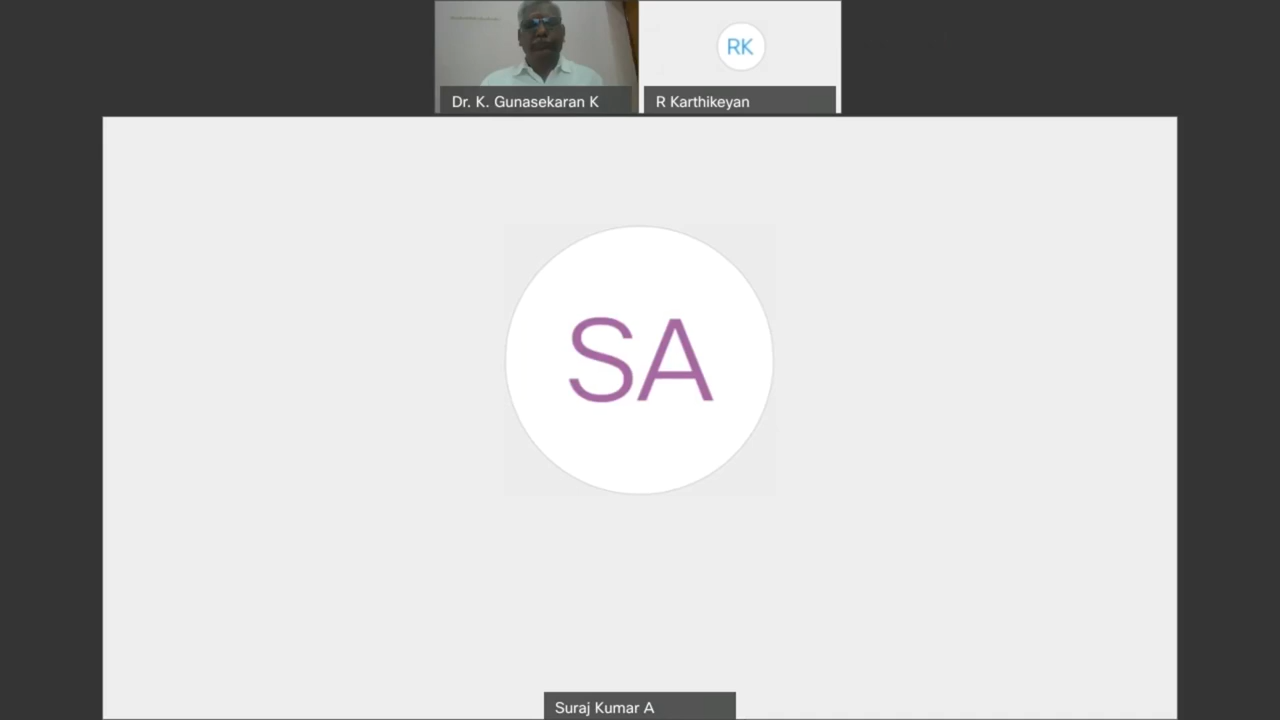 RK
Dr. K. Gunasekaran K
R Karthikeyan
SA
Suraj Kumar A